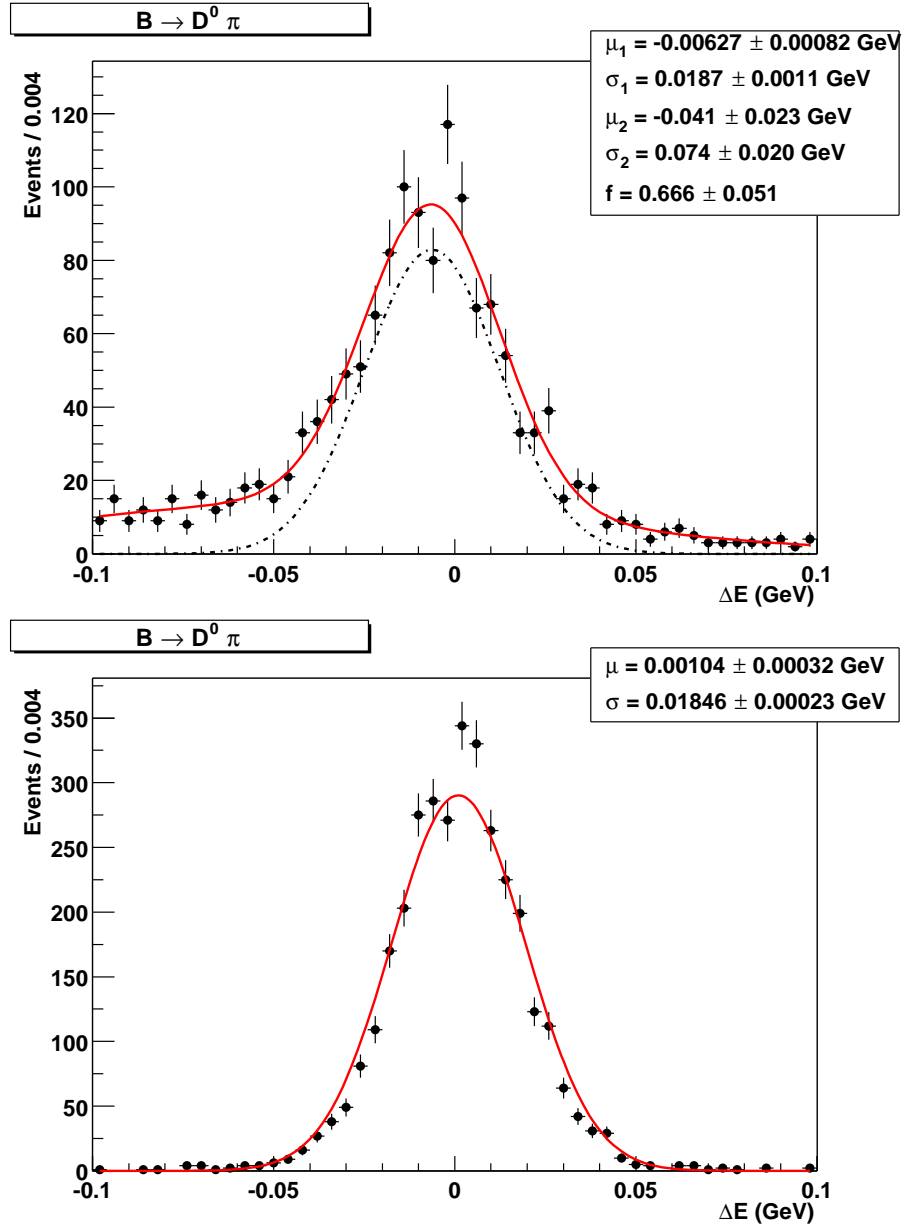 B → D⁰ π
μ₁ = -0.00627 ± 0.00082 GeV
σ₁ = 0.0187 ± 0.0011 GeV
μ₂ = -0.041 ± 0.023 GeV
σ₂ = 0.074 ± 0.020 GeV
f = 0.666 ± 0.051
Events / 0.004
120
100
80
60
40
20
0
-0.1 -0.05 0 0.05 0.1
ΔE (GeV)
B → D⁰ π
μ = 0.00104 ± 0.00032 GeV
σ = 0.01846 ± 0.00023 GeV
Events / 0.004
350
300
250
200
150
100
50
0
-0.1 -0.05 0 0.05 0.1
ΔE (GeV)